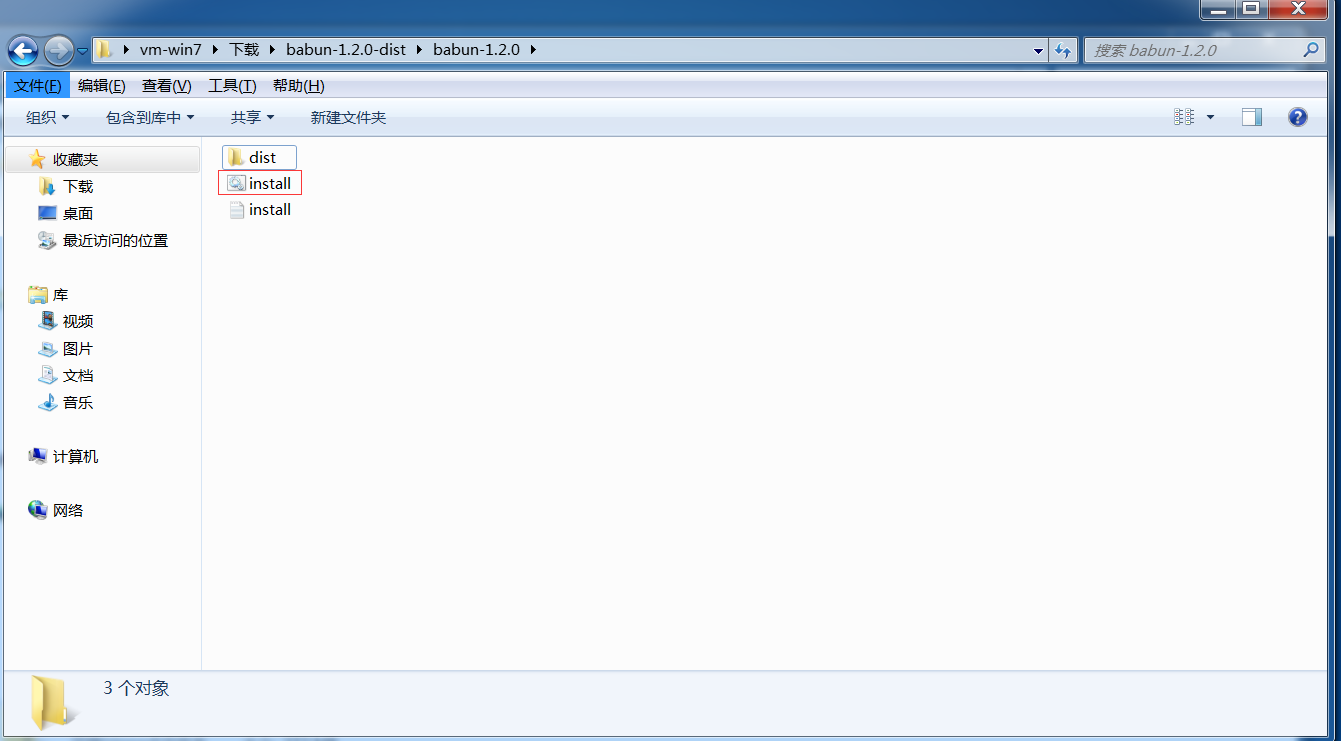 vm-win7 下载 babun-1.2.0-dist babun-1.2.0
搜索 babun-1.2.0
文件(F) 编辑(E) 查看(V) 工具(T) 帮助(H)
组织 包含到库中 共享 新建文件夹
收藏夹
下载
桌面
最近访问的位置
库
视频
图片
文档
音乐
计算机
网络
dist
install
install
3 个对象